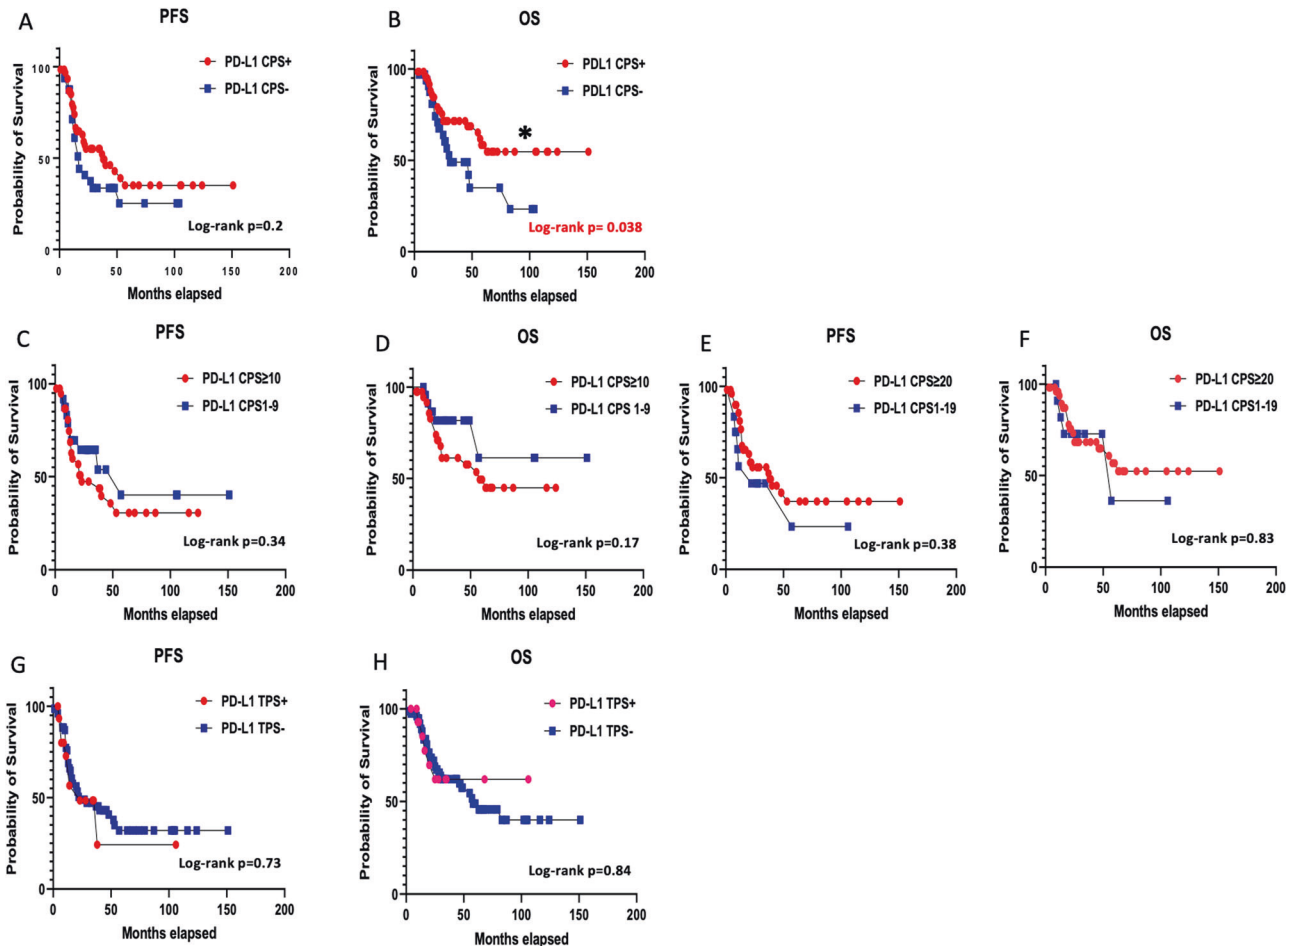 A
PFS
Probability of Survival
100
50
0
PD-L1 CPS+
PD-L1 CPS-
Log-rank p=0.2
0 50 100 150 200
Months elapsed
B
OS
Probability of Survival
100
50
0
PDL1 CPS+
PDL1 CPS-
*
Log-rank p= 0.038
0 50 100 150 200
Months elapsed
C
PFS
Probability of Survival
100
50
0
PD-L1 CPS≥10
PD-L1 CPS1-9
Log-rank p=0.34
0 50 100 150 200
Months elapsed
D
OS
Probability of Survival
100
50
0
PD-L1 CPS≥10
PD-L1 CPS 1-9
Log-rank p=0.17
0 50 100 150 200
Months elapsed
E
PFS
Probability of Survival
100
50
0
PD-L1 CPS≥20
PD-L1 CPS1-19
Log-rank p=0.38
0 50 100 150 200
Months elapsed
F
OS
Probability of Survival
100
50
0
PD-L1 CPS≥20
PD-L1 CPS1-19
Log-rank p=0.83
0 50 100 150 200
Months elapsed
G
PFS
Probability of Survival
100
50
0
PD-L1 TPS+
PD-L1 TPS-
Log-rank p=0.73
0 50 100 150 200
Months elapsed
H
OS
Probability of Survival
100
50
0
PD-L1 TPS+
PD-L1 TPS-
Log-rank p=0.84
0 50 100 150 200
Months elapsed